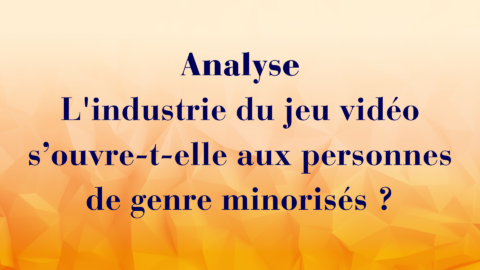 Analyse
L'industrie du jeu vidéo
s’ouvre-t-elle aux personnes
de genre minorisés ?